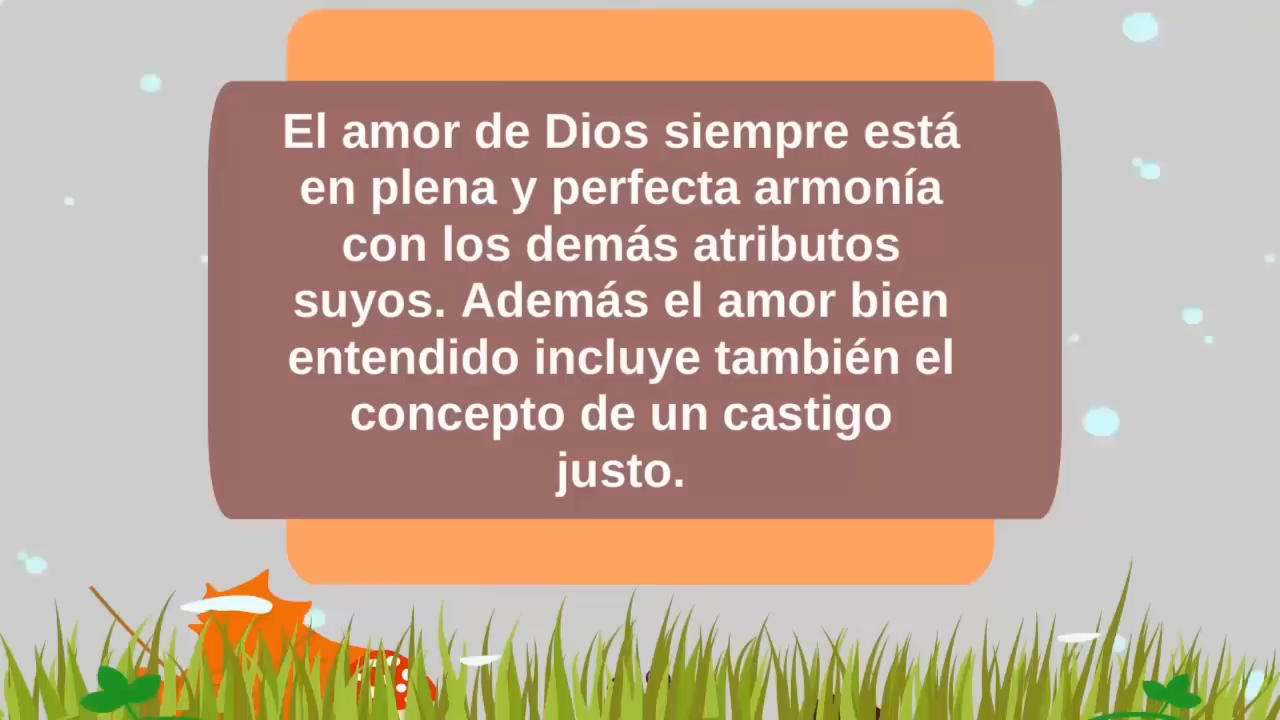 El amor de Dios siempre está
en plena y perfecta armonía
con los demás atributos
suyos. Además el amor bien
entendido incluye también el
concepto de un castigo
justo.